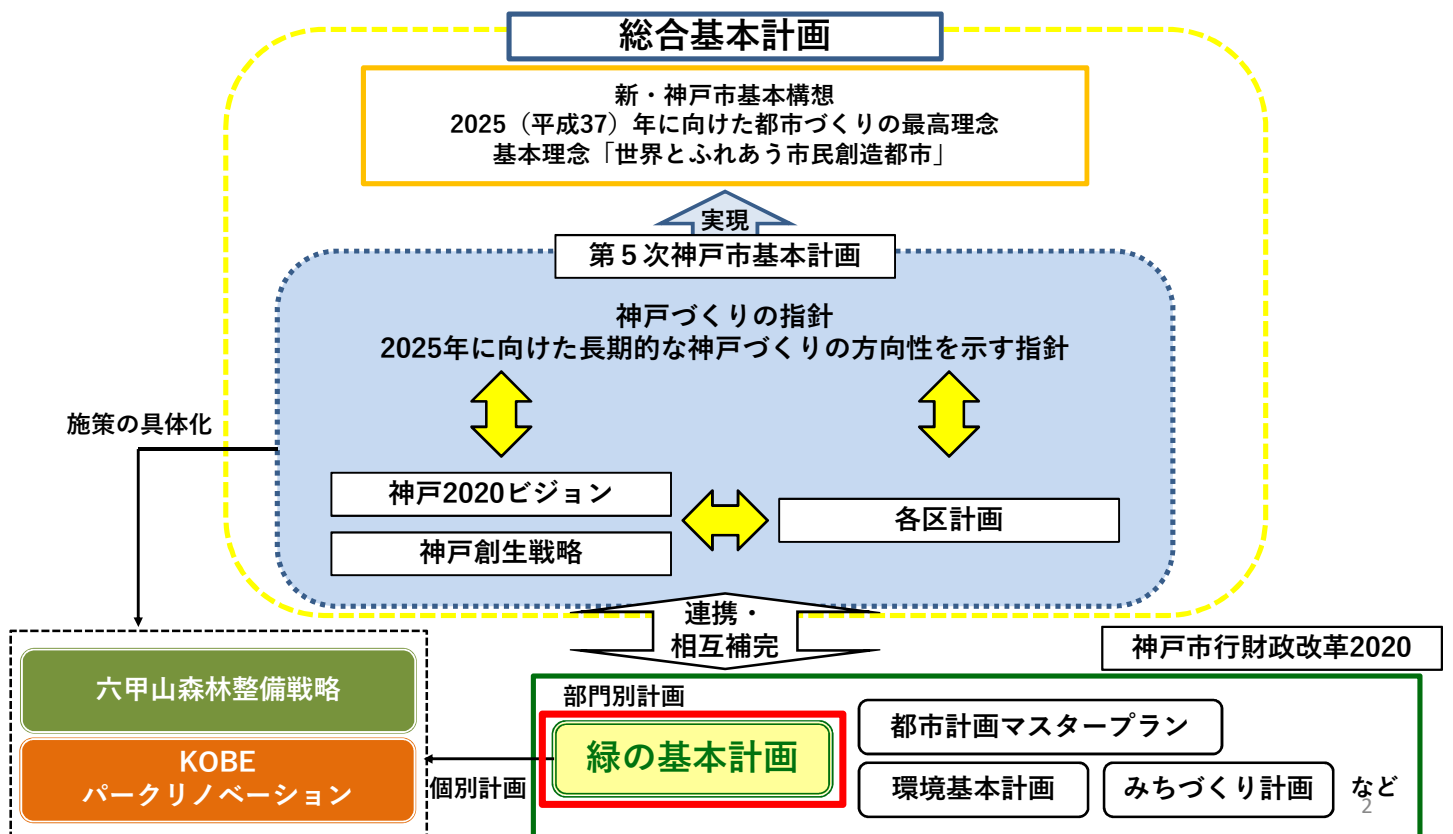 総合基本計画
新・神戸市基本構想
2025（平成37）年に向けた都市づくりの最高理念
基本理念「世界とふれあう市民創造都市」
実現
第５次神戸市基本計画
神戸づくりの指針
2025年に向けた長期的な神戸づくりの方向性を示す指針
施策の具体化
神戸2020ビジョン
神戸創生戦略
各区計画
連携・
相互補完
神戸市行財政改革2020
六甲山森林整備戦略
KOBE
パークリノベーション
個別計画
部門別計画
緑の基本計画
都市計画マスタープラン
環境基本計画
みちづくり計画
など
2